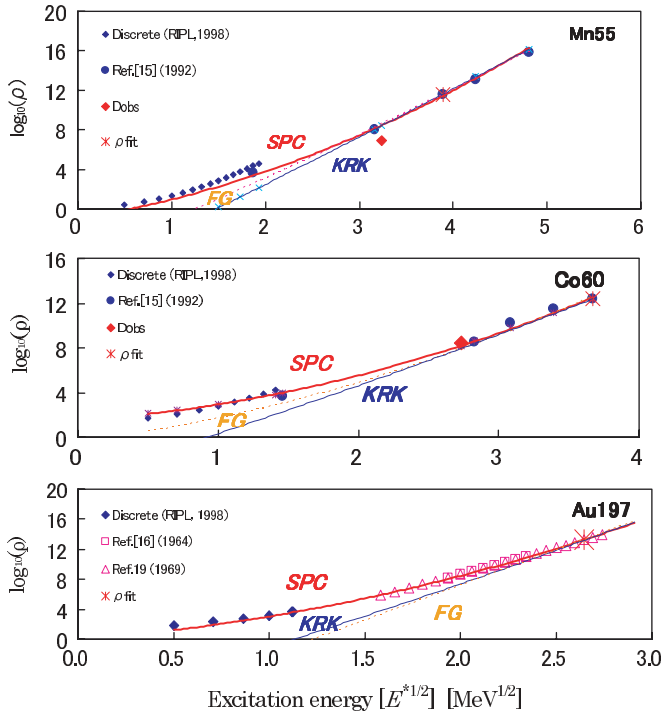 20
16
12
8
4
0
log₁₀(ρ)
Discrete (RIPL,1998)
Ref.[15] (1992)
Dobs
ρ fit
Mn55
SPC
KRK
FG
0 1 2 3 4 5 6
16
12
8
4
0
log₁₀(ρ)
Discrete (RIPL,1998)
Ref.[15] (1992)
Dobs
ρ fit
Co60
SPC
KRK
FG
0 1 2 3 4
20
16
12
8
4
0
log₁₀(ρ)
Discrete (RIPL, 1998)
Ref.[16] (1964)
Ref.19 (1969)
ρ fit
Au197
SPC
KRK
FG
0.0 0.5 1.0 1.5 2.0 2.5 3.0
Excitation energy [E*1/2] [MeV1/2]